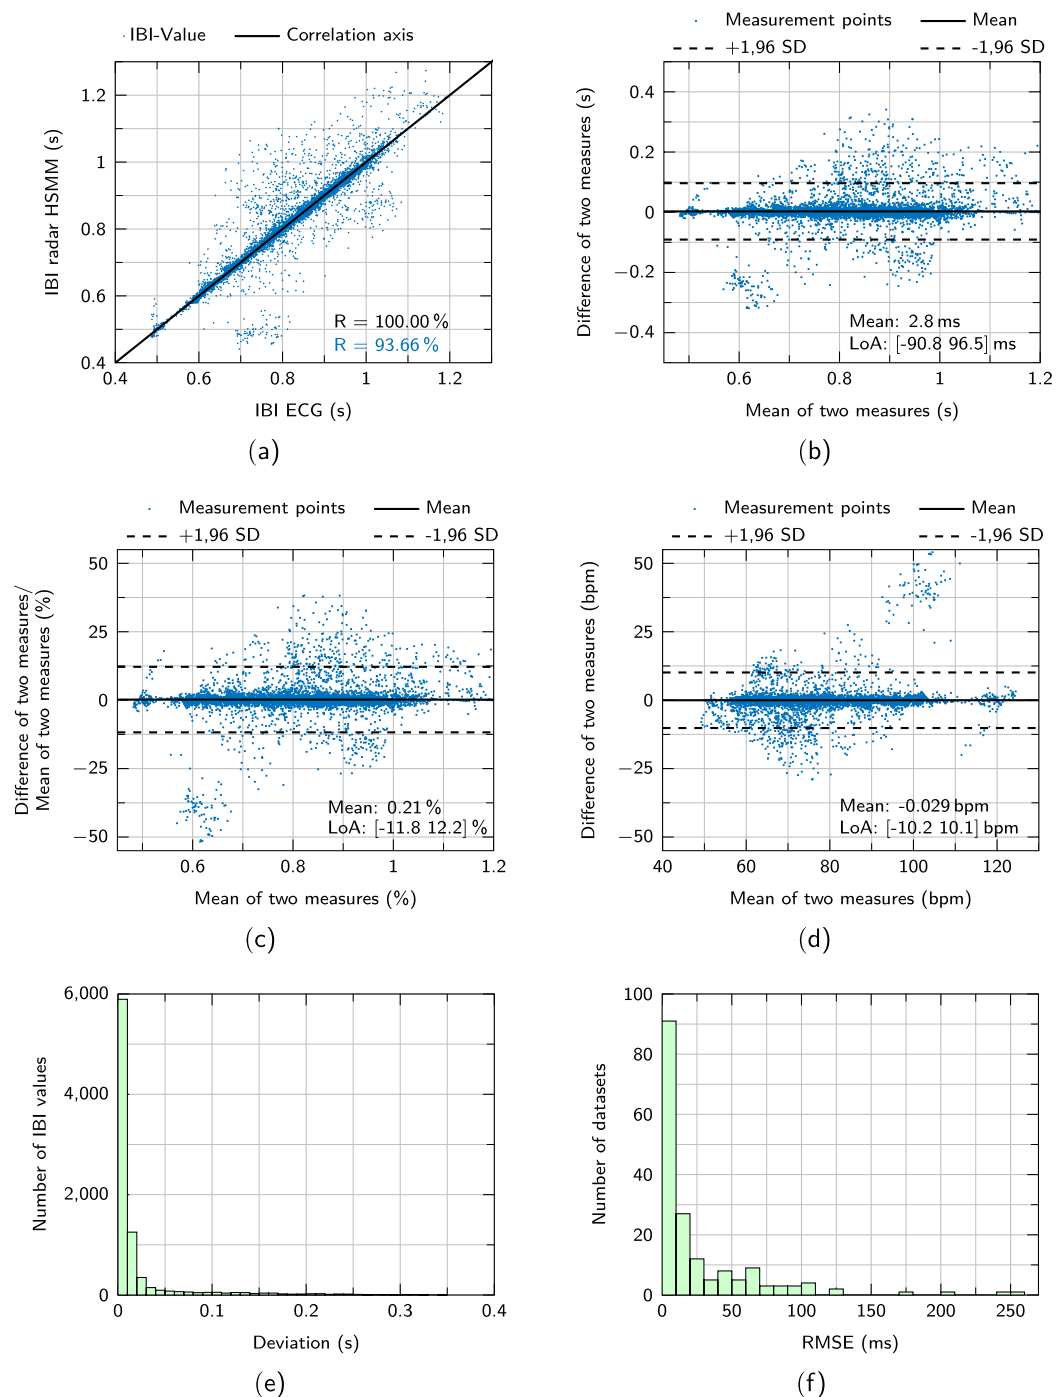 IBI-Value Correlation axis
1.2
1
0.8
0.6
0.4
IBI radar HSMM (s)
R = 100.00 %
R = 93.66 %
0.4 0.6 0.8 1 1.2
IBI ECG (s)
(a)
Measurement points Mean
+1,96 SD -1,96 SD
0.4
0.2
0
−0.2
−0.4
Difference of two measures (s)
Mean: 2.8 ms
LoA: [-90.8 96.5] ms
0.6 0.8 1 1.2
Mean of two measures (s)
(b)
Measurement points Mean
+1,96 SD -1,96 SD
50
25
0
−25
−50
Difference of two measures/
Mean of two measures (%)
Mean: 0.21 %
LoA: [-11.8 12.2] %
0.6 0.8 1 1.2
Mean of two measures (%)
(c)
Measurement points Mean
+1,96 SD -1,96 SD
50
25
0
−25
−50
Difference of two measures (bpm)
Mean: -0.029 bpm
LoA: [-10.2 10.1] bpm
40 60 80 100 120
Mean of two measures (bpm)
(d)
6,000
4,000
2,000
0
Number of IBI values
0 0.1 0.2 0.3 0.4
Deviation (s)
(e)
100
80
60
40
20
0
Number of datasets
0 50 100 150 200 250
RMSE (ms)
(f)